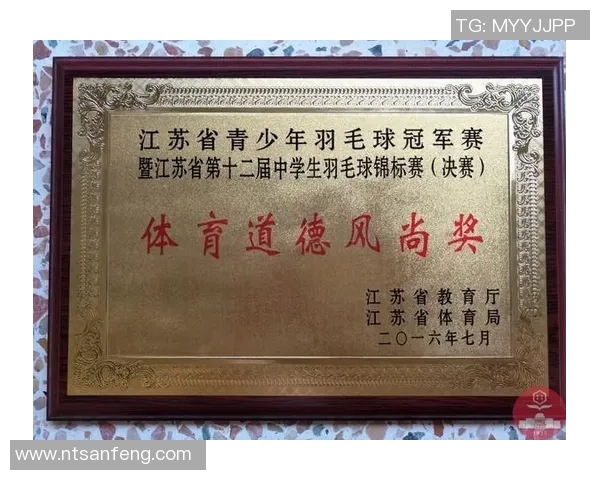 TG: MYYJJPP
江苏省青少年羽毛球冠军赛
暨江苏省第十二届中学生羽毛球锦标赛（决赛）
体育道德风尚奖
江苏省教育厅
江苏省体育局
二〇一六年七月
www.ntsanfeng.com